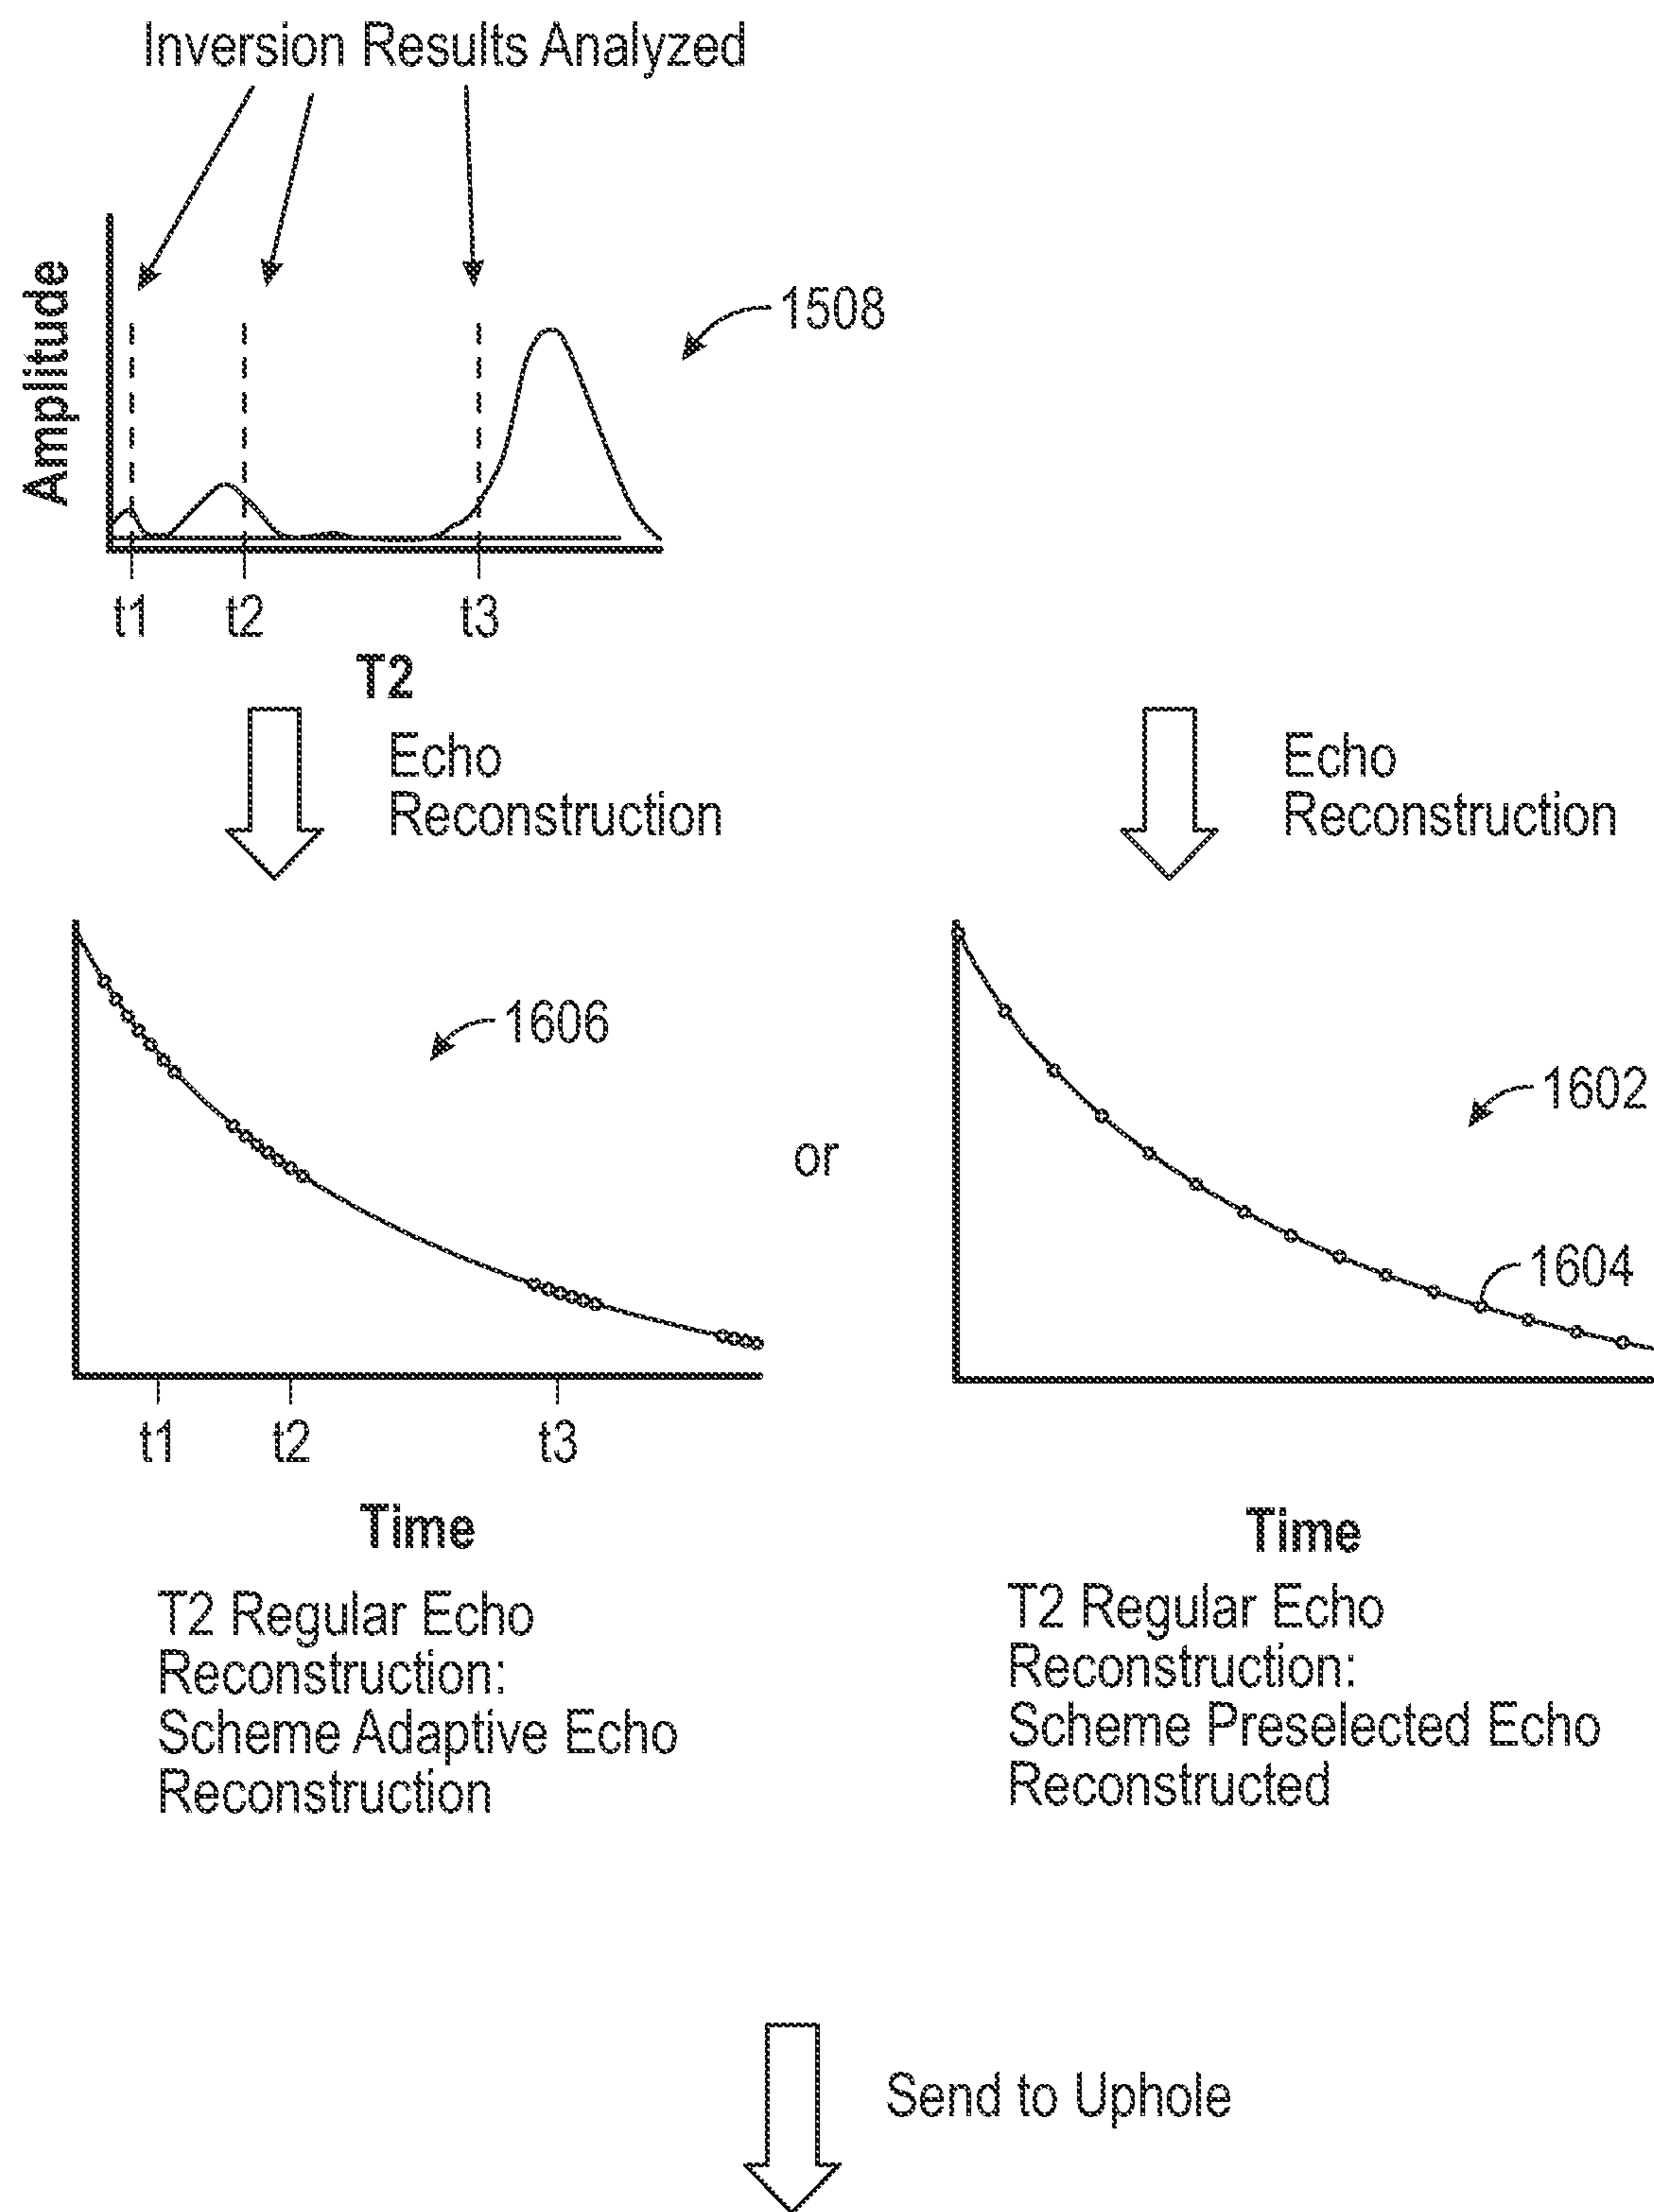 Inversion Results Analyzed
1508
Amplitude
t1 t2 t3
T2
Echo
Reconstruction
Echo
Reconstruction
1606
or
1602
1604
t1 t2 t3
Time
T2 Regular Echo
Reconstruction:
Scheme Adaptive Echo
Reconstruction
Time
T2 Regular Echo
Reconstruction:
Scheme Preselected Echo
Reconstructed
Send to Uphole